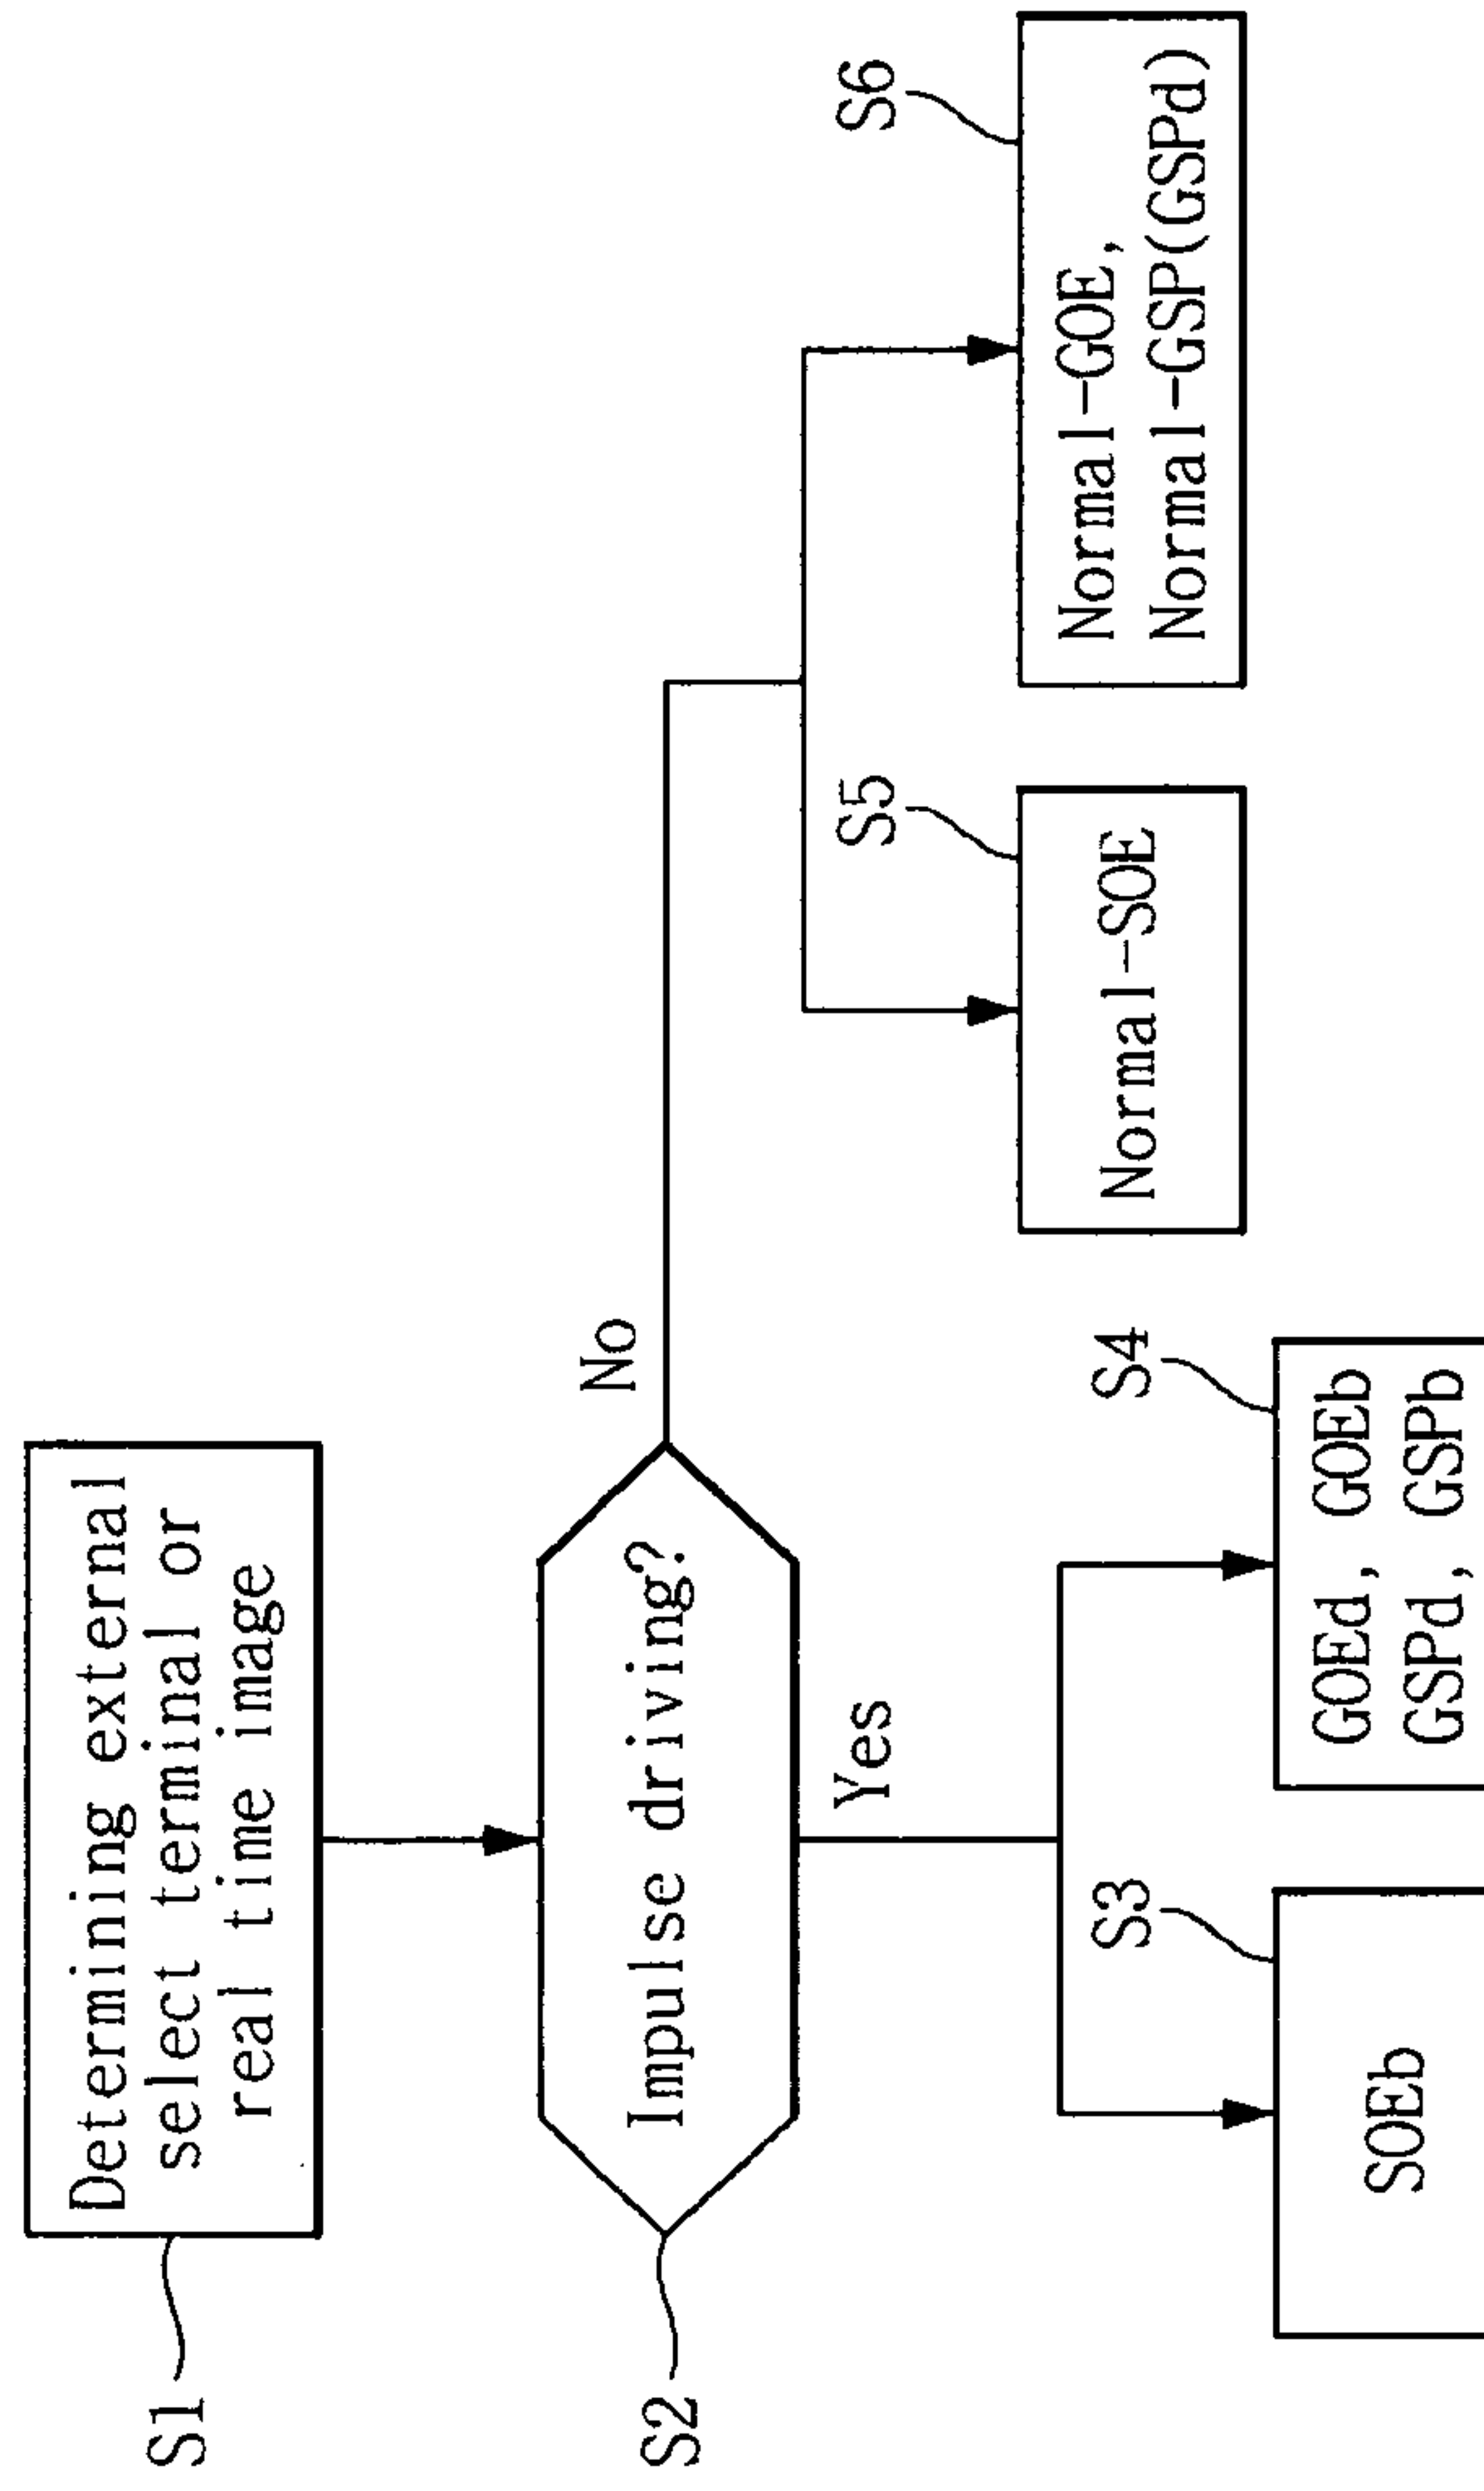 S1
Determining external
select terminal or
real time image
S2
Impulse driving?
No
Yes
S3
SOEb
S4
GOEd, GOEb
GSPd, GSPb
S5
Normal-SOE
S6
Normal-GOE,
Normal-GSP(GSPd)